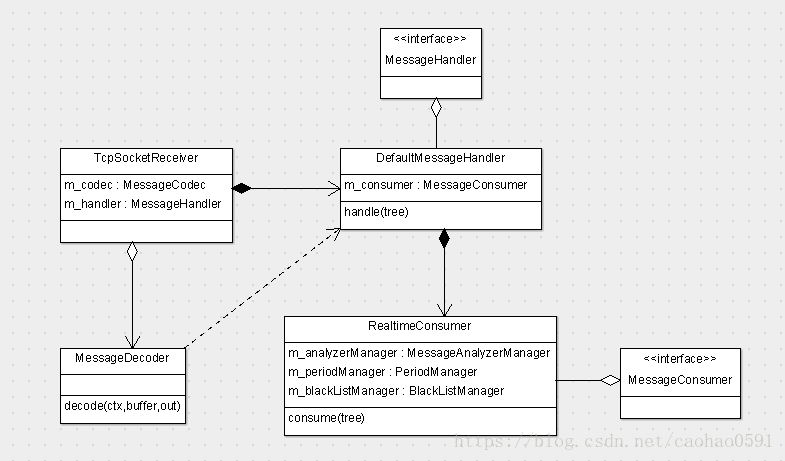 <<interface>>
MessageHandler
TcpSocketReceiver
m_codec : MessageCodec
m_handler : MessageHandler
DefaultMessageHandler
m_consumer : MessageConsumer
handle(tree)
MessageDecoder
decode(ctx,buffer,out)
RealtimeConsumer
m_analyzerManager : MessageAnalyzerManager
m_periodManager : PeriodManager
m_blackListManager : BlackListManager
consume(tree)
<<interface>>
MessageConsumer
https://blog.csdn.net/caohao0591